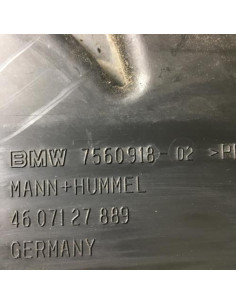 BMW 7560918-02 >P
MANN+HUMMEL
46 071 27 889
GERMANY